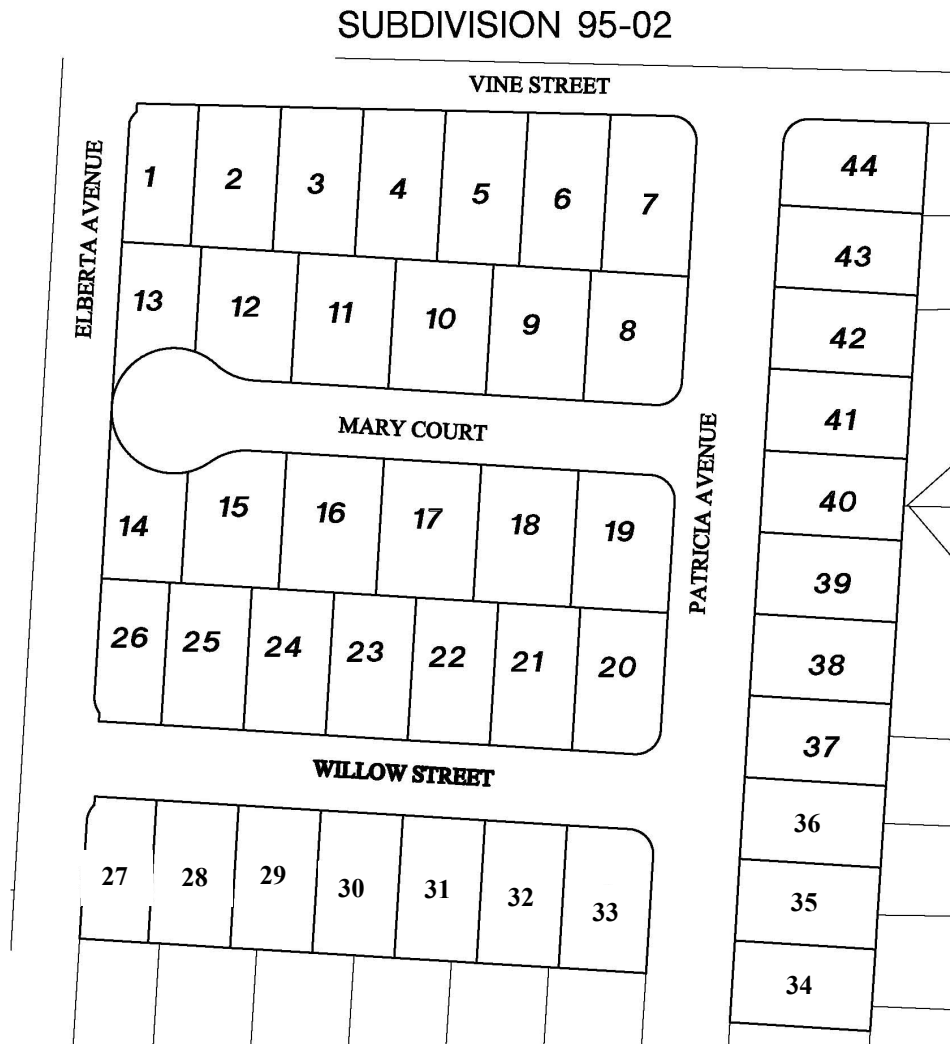 SUBDIVISION 95-02
VINE STREET
ELBERTA AVENUE
1 2 3 4 5 6 7
13 12 11 10 9 8
MARY COURT
14 15 16 17 18 19
26 25 24 23 22 21 20
WILLOW STREET
27 28 29 30 31 32 33
PATRICIA AVENUE
44
43
42
41
40
39
38
37
36
35
34